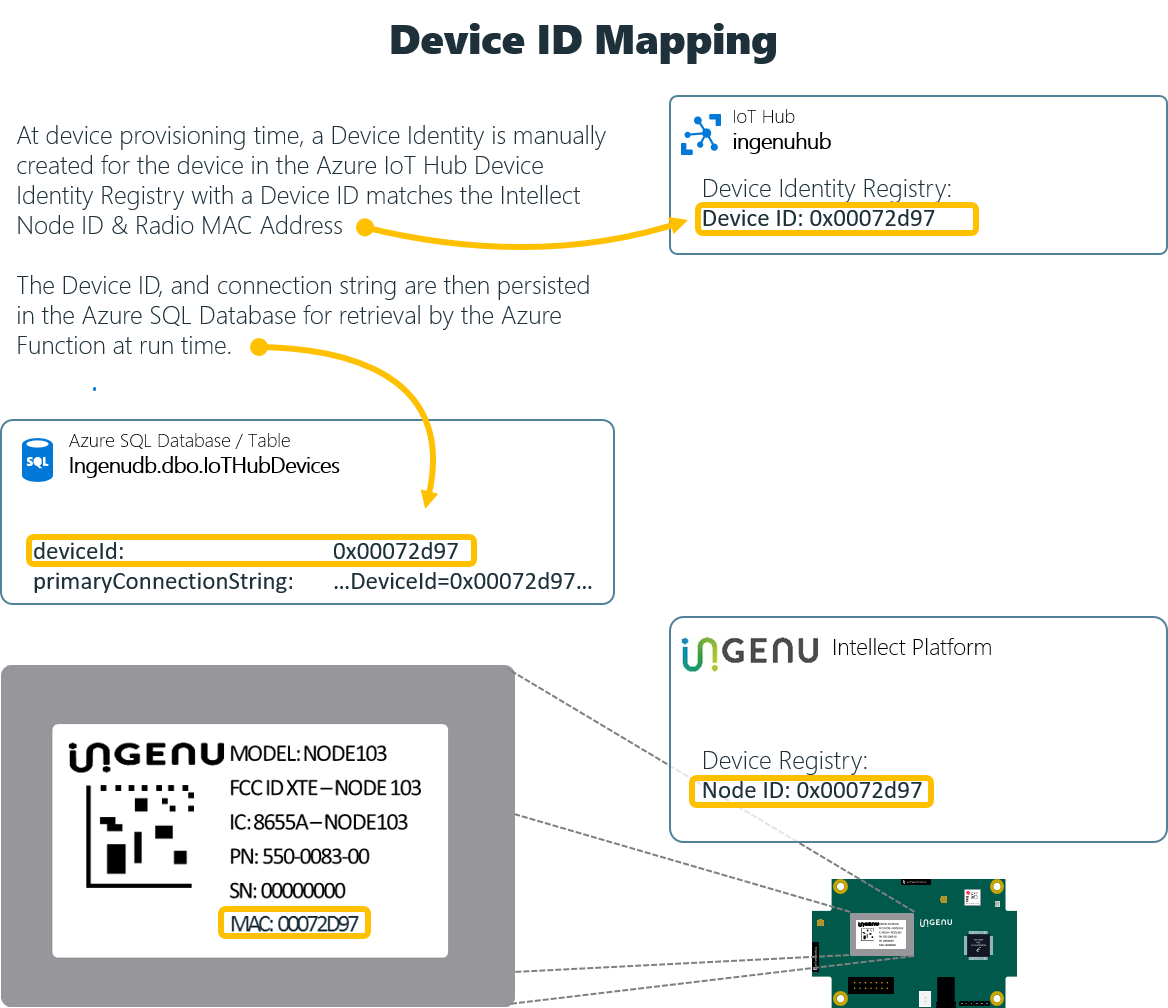 Device ID Mapping
At device provisioning time, a Device Identity is manually
created for the device in the Azure IoT Hub Device
Identity Registry with a Device ID matches the Intellect
Node ID & Radio MAC Address
IoT Hub
ingenuhub
Device Identity Registry:
Device ID: 0x00072d97
The Device ID, and connection string are then persisted
in the Azure SQL Database for retrieval by the Azure
Function at run time.
SQL
Azure SQL Database / Table
Ingenudb.dbo.IoTHubDevices
deviceId: 0x00072d97
primaryConnectionString: ...DeviceId=0x00072d97...
INGENU Intellect Platform
Device Registry:
Node ID: 0x00072d97
INGENU MODEL: NODE103
FCC ID XTE – NODE 103
IC: 8655A – NODE103
PN: 550-0083-00
SN: 00000000
MAC: 00072D97
INGENU